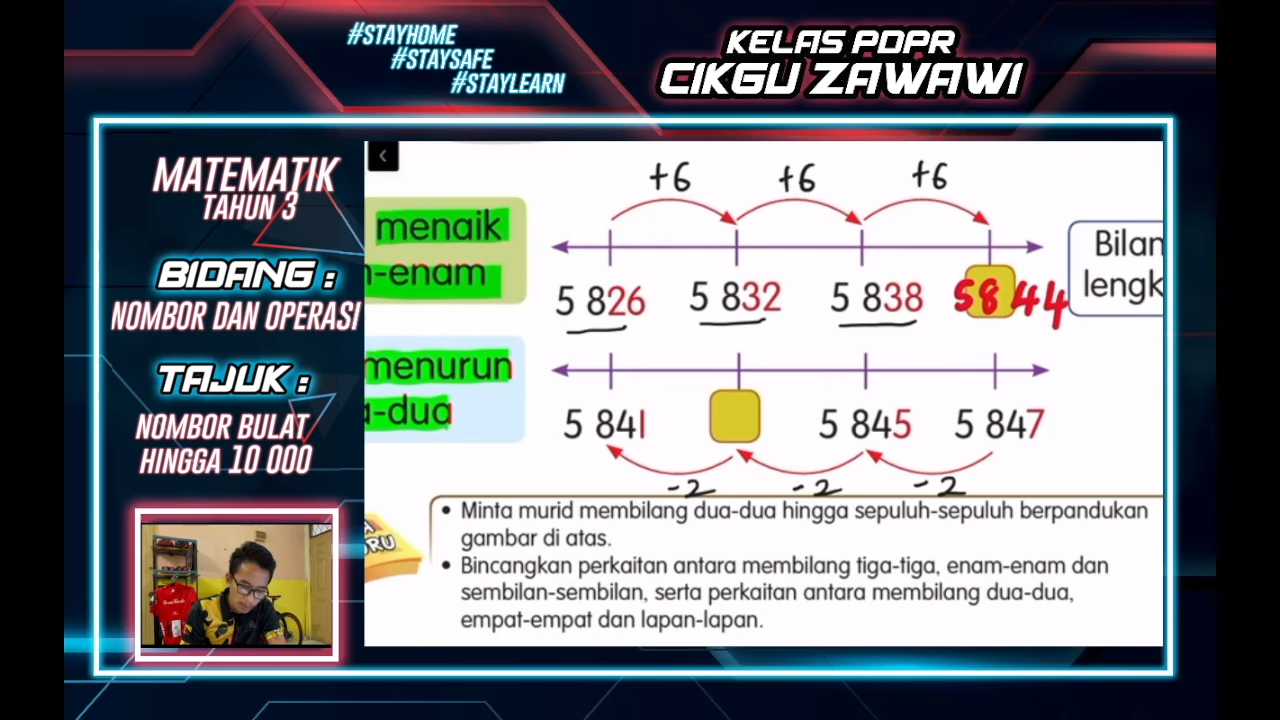 #STAYHOME
#STAYSAFE
#STAYLEARN
KELAS PDPR
CIKGU ZAWAWI
MATEMATIK
TAHUN 3
BIDANG :
NOMBOR DAN OPERASI
TAJUK :
NOMBOR BULAT
HINGGA 10 000
+6 +6 +6
menaik
-enam
5 826 5 832 5 838 5844
Bilan
lengk
menurun
-dua
5 841 5 845 5 847
-2 -2 -2
• Minta murid membilang dua-dua hingga sepuluh-sepuluh berpandukan
gambar di atas.
• Bincangkan perkaitan antara membilang tiga-tiga, enam-enam dan
sembilan-sembilan, serta perkaitan antara membilang dua-dua,
empat-empat dan lapan-lapan.